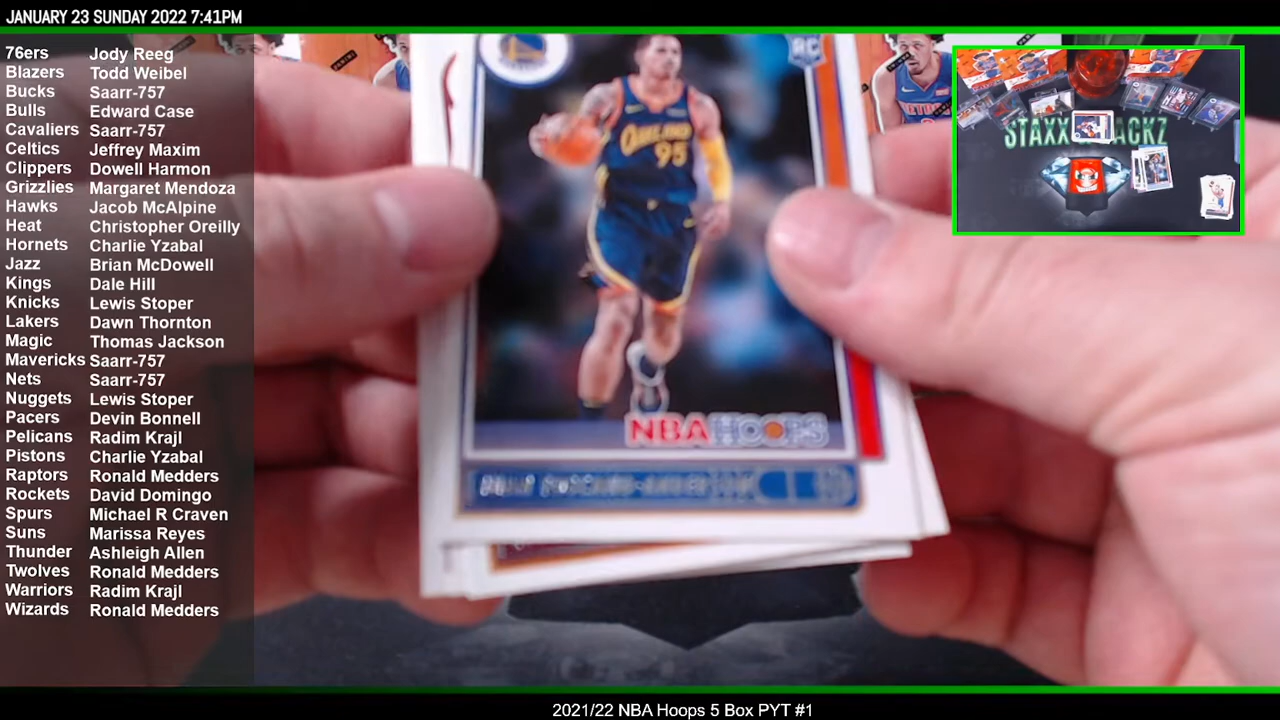 JANUARY 23 SUNDAY 2022 7:41PM
76ers Jody Reeg
Blazers Todd Weibel
Bucks Saarr-757
Bulls Edward Case
Cavaliers Saarr-757
Celtics Jeffrey Maxim
Clippers Dowell Harmon
Grizzlies Margaret Mendoza
Hawks Jacob McAlpine
Heat Christopher Oreilly
Hornets Charlie Yzabal
Jazz Brian McDowell
Kings Dale Hill
Knicks Lewis Stoper
Lakers Dawn Thornton
Magic Thomas Jackson
Mavericks Saarr-757
Nets Saarr-757
Nuggets Lewis Stoper
Pacers Devin Bonnell
Pelicans Radim Krajl
Pistons Charlie Yzabal
Raptors Ronald Medders
Rockets David Domingo
Spurs Michael R Craven
Suns Marissa Reyes
Thunder Ashleigh Allen
Twolves Ronald Medders
Warriors Radim Krajl
Wizards Ronald Medders
RC
OAKLAND
95
NBA HOOPS
STAXX ACKZ
2021/22 NBA Hoops 5 Box PYT #1